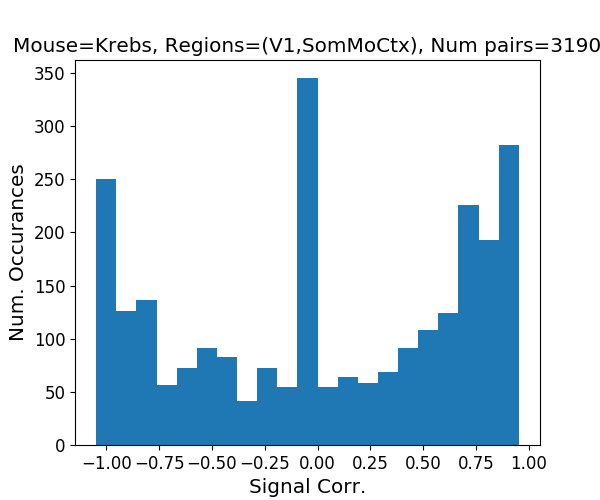 Mouse=Krebs, Regions=(V1,SomMoCtx), Num pairs=3190
350
300
250
200
150
100
50
0
Num. Occurances
−1.00 −0.75 −0.50 −0.25 0.00 0.25 0.50 0.75 1.00
Signal Corr.